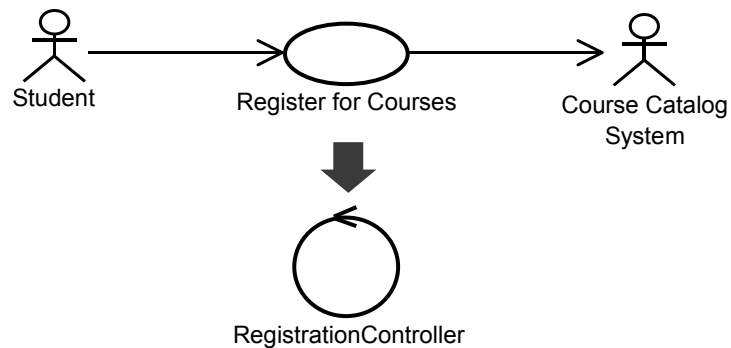 Student
Register for Courses
Course Catalog
System
RegistrationController